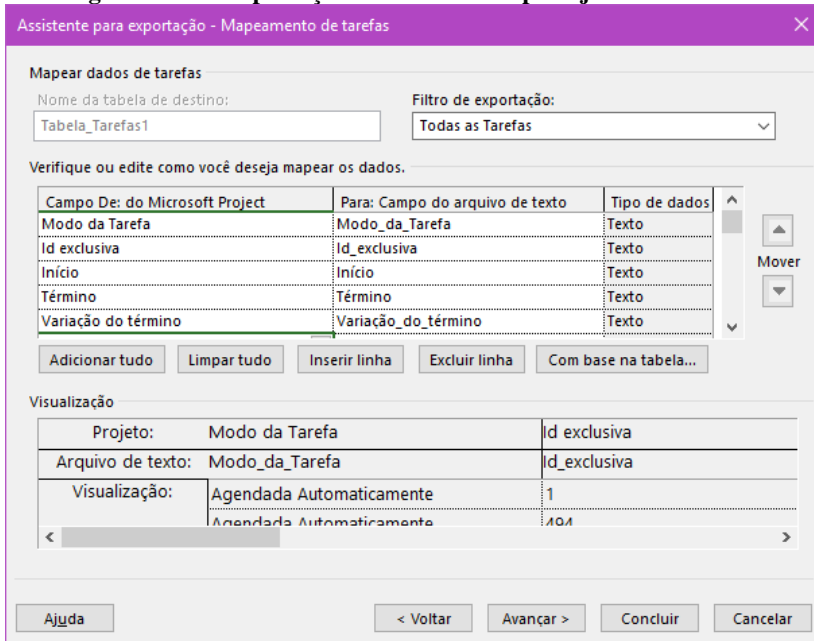 Assistente para exportação - Mapeamento de tarefas
Mapear dados de tarefas
Nome da tabela de destino: Filtro de exportação:
Tabela_Tarefas1 Todas as Tarefas
Verifique ou edite como você deseja mapear os dados.
Campo De: do Microsoft Project Para: Campo do arquivo de texto Tipo de dados
Modo da Tarefa Modo_da_Tarefa Texto
Id exclusiva Id_exclusiva Texto
Início Início Texto
Término Término Texto
Variação do término Variação_do_término Texto
Mover
Adicionar tudo Limpar tudo Inserir linha Excluir linha Com base na tabela...
Visualização
Projeto: Modo da Tarefa Id exclusiva
Arquivo de texto: Modo_da_Tarefa Id_exclusiva
Visualização: Agendada Automaticamente 1
Agendada Automaticamente 494
Ajuda < Voltar Avançar > Concluir Cancelar